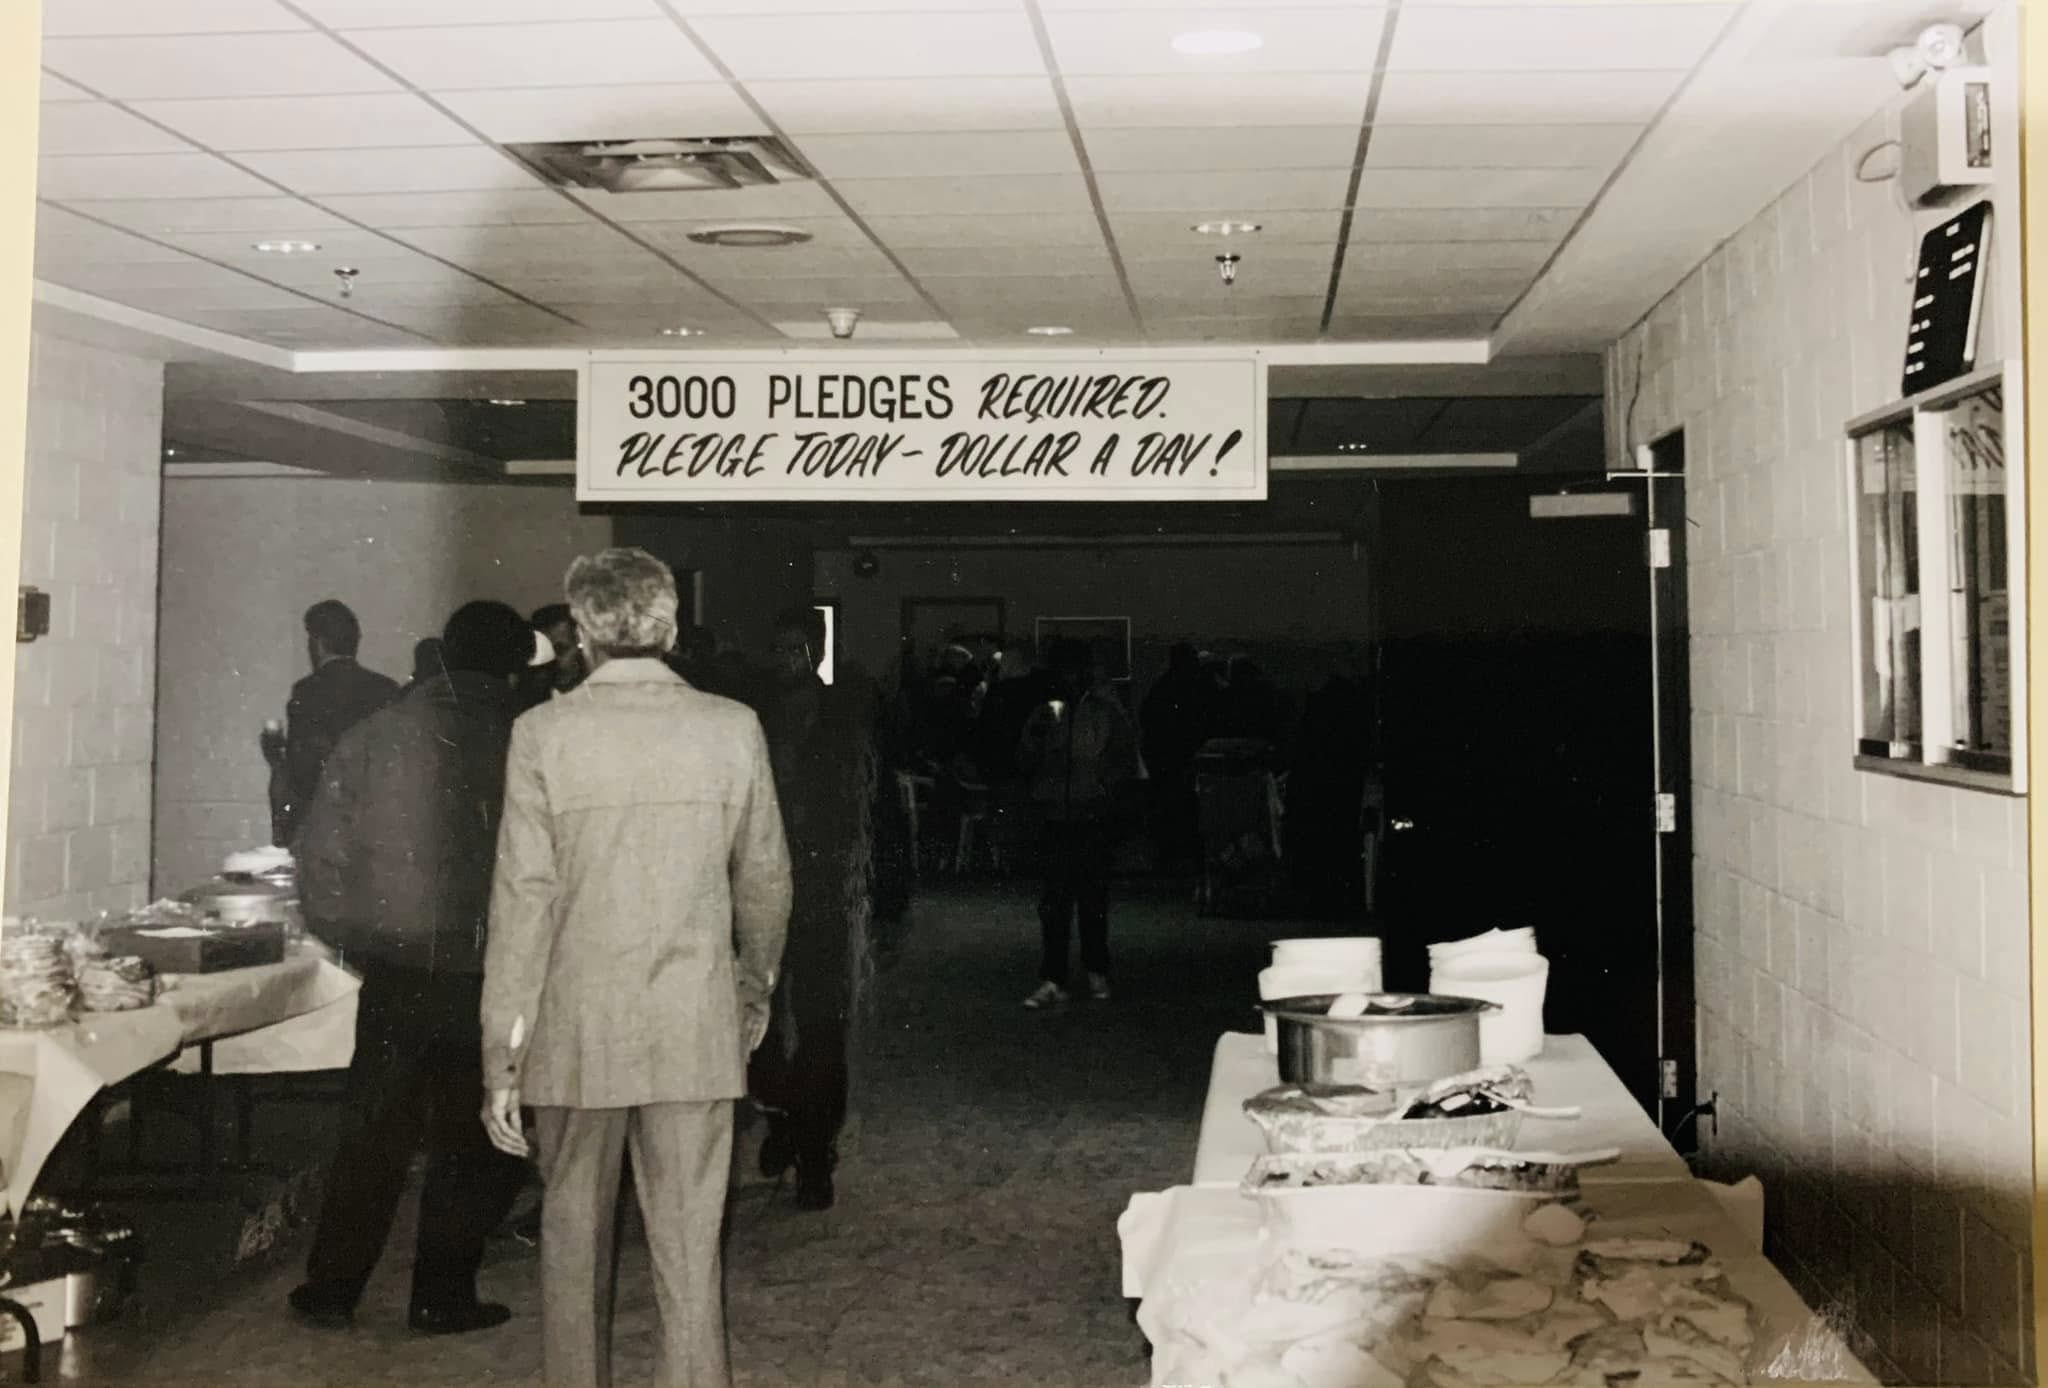 3000 PLEDGES REQUIRED.
PLEDGE TODAY - DOLLAR A DAY!